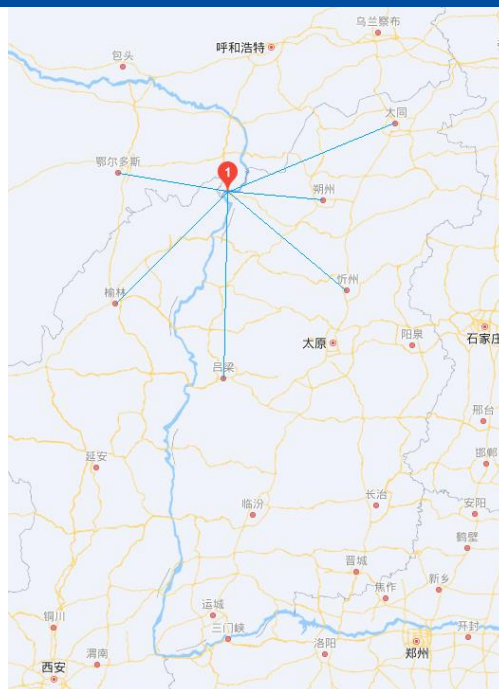 乌兰察布
呼和浩特
包头
大同
鄂尔多斯
1
朔州
忻州
榆林
太原
阳泉
石家庄
吕梁
邢台
邯郸
延安
长治
临汾
安阳
鹤壁
晋城
焦作
新乡
运城
铜川
三门峡
开封
洛阳
郑州
渭南
西安